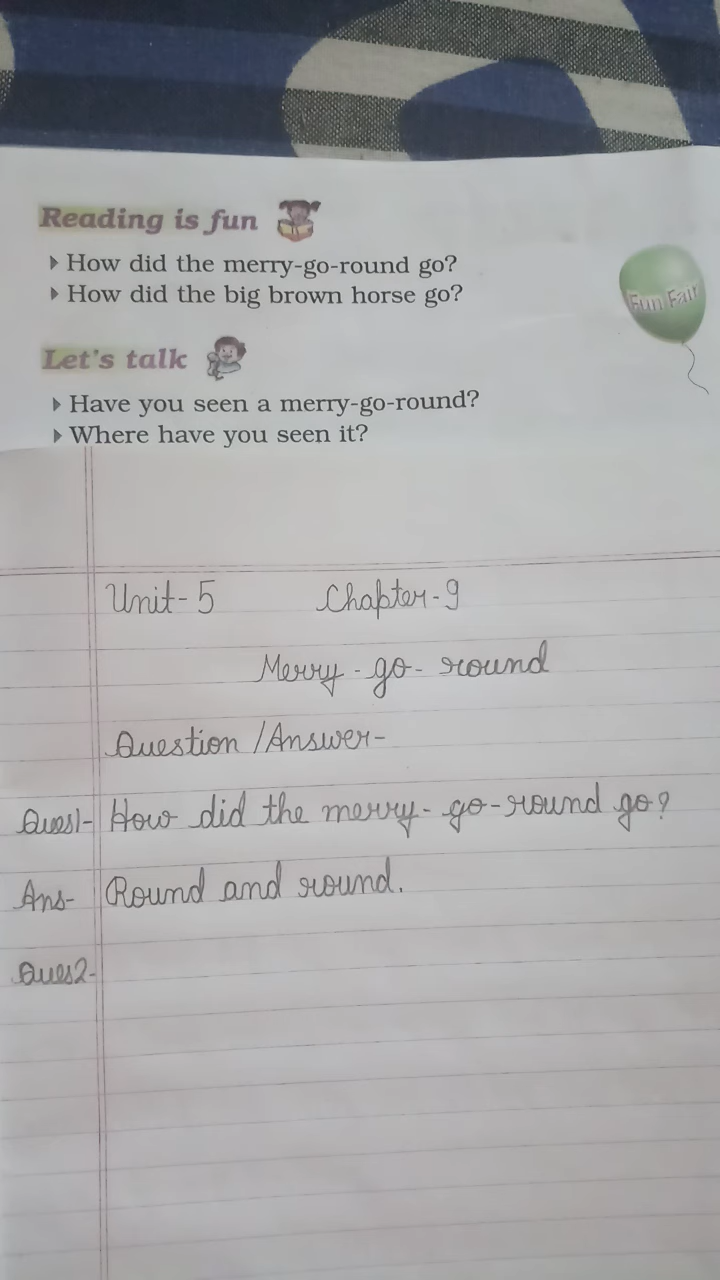 Reading is fun
How did the merry-go-round go?
How did the big brown horse go?
Fun Fair
Let's talk
Have you seen a merry-go-round?
Where have you seen it?
Unit-5 Chapter-9
Merry-go-round
Question/Answer-
Ques1- How did the merry-go-round go?
Ans- Round and round.
Ques2-